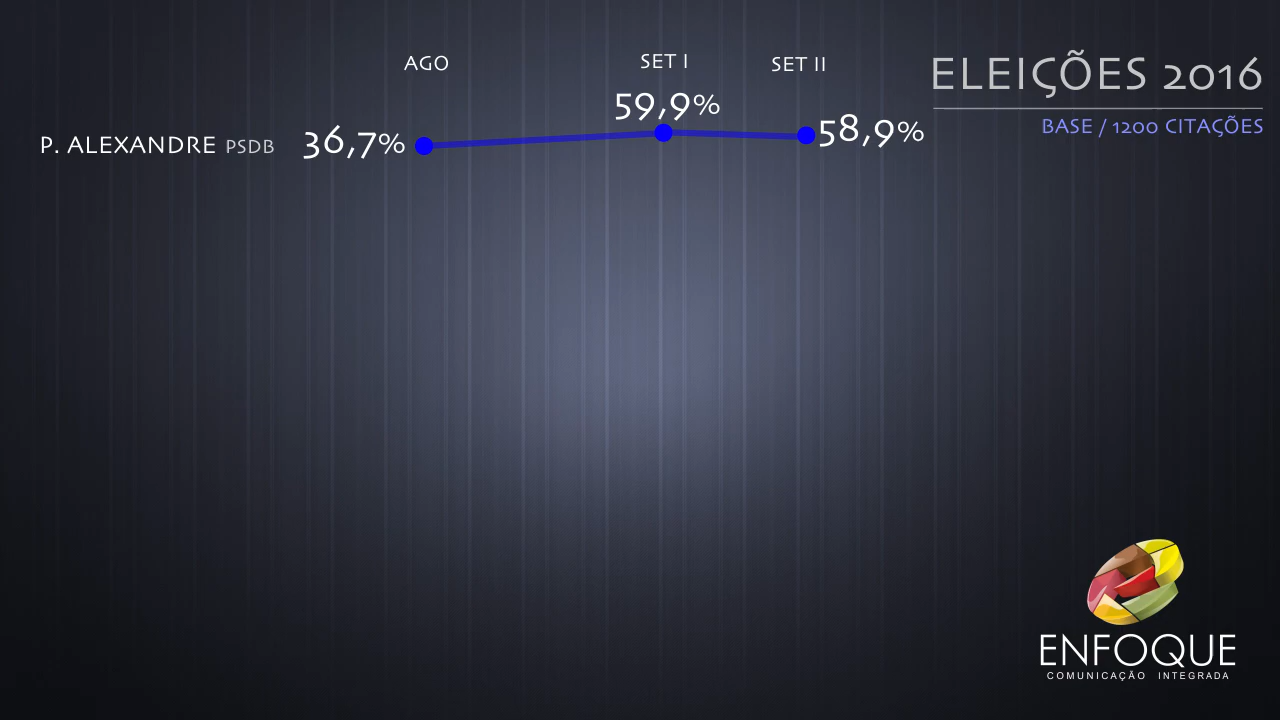 AGO SET I SET II
ELEIÇÕES 2016
59,9%
BASE / 1200 CITAÇÕES
P. ALEXANDRE PSDB 36,7% 58,9%
ENFOQUE
COMUNICAÇÃO INTEGRADA